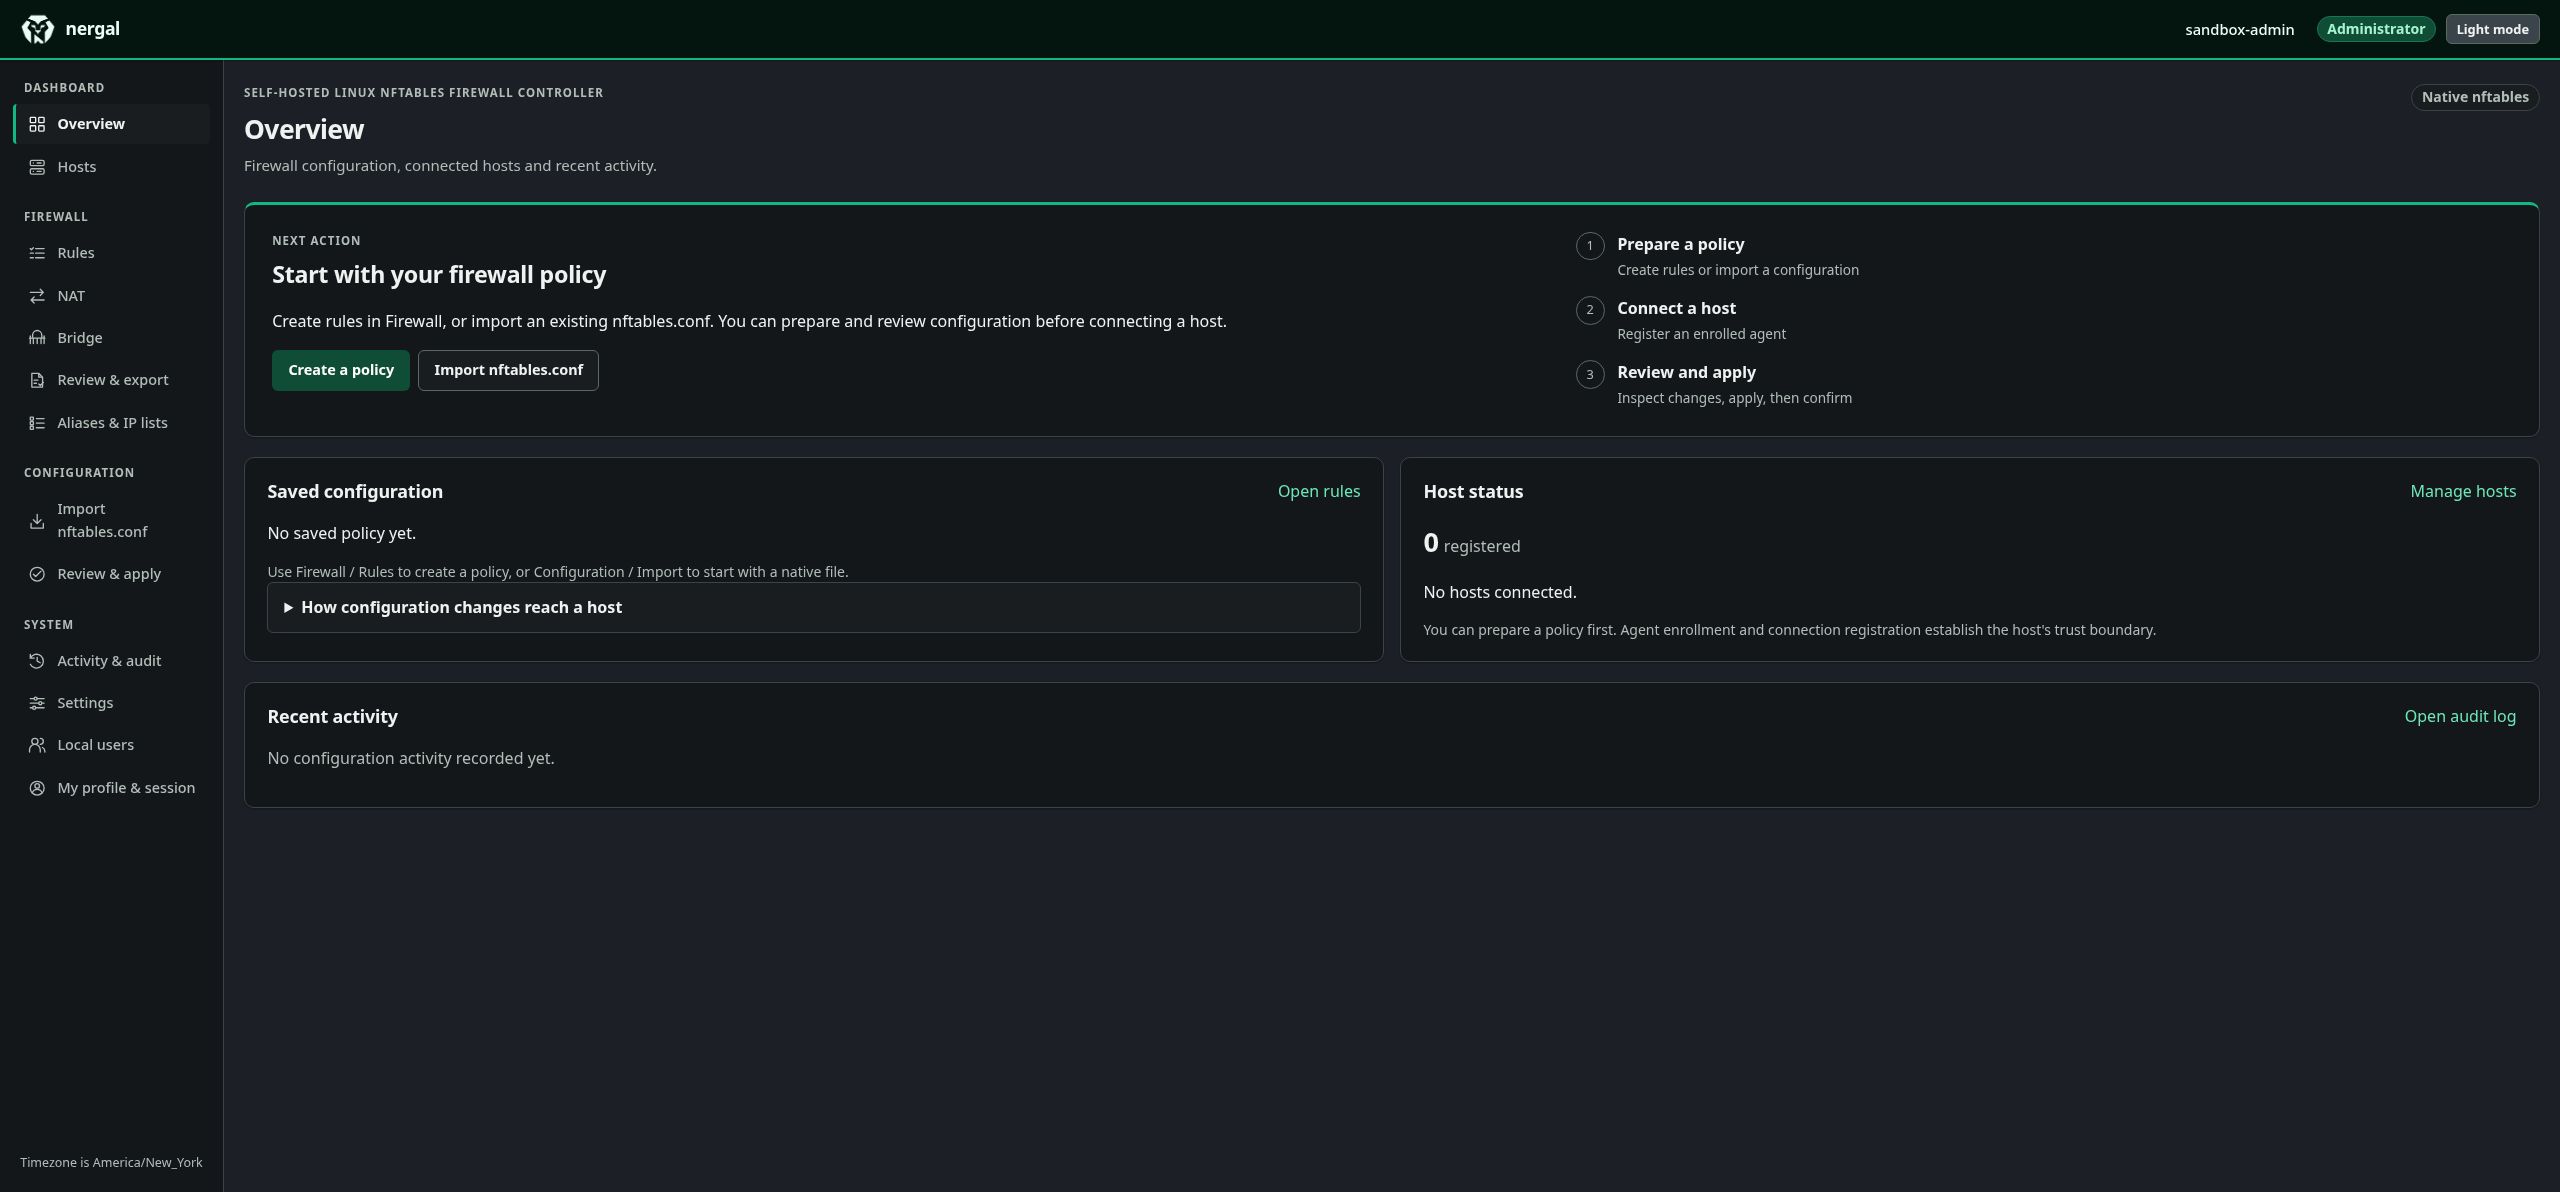 nergal
sandbox-admin
Administrator
Light mode
DASHBOARD
Overview
Hosts
FIREWALL
Rules
NAT
Bridge
Review & export
Aliases & IP lists
CONFIGURATION
Import
nftables.conf
Review & apply
SYSTEM
Activity & audit
Settings
Local users
My profile & session
Timezone is America/New_York
SELF-HOSTED LINUX NFTABLES FIREWALL CONTROLLER
Native nftables
Overview
Firewall configuration, connected hosts and recent activity.
NEXT ACTION
Start with your firewall policy
Create rules in Firewall, or import an existing nftables.conf. You can prepare and review configuration before connecting a host.
Create a policy
Import nftables.conf
1
Prepare a policy
Create rules or import a configuration
2
Connect a host
Register an enrolled agent
3
Review and apply
Inspect changes, apply, then confirm
Saved configuration
Open rules
No saved policy yet.
Use Firewall / Rules to create a policy, or Configuration / Import to start with a native file.
How configuration changes reach a host
Host status
Manage hosts
0 registered
No hosts connected.
You can prepare a policy first. Agent enrollment and connection registration establish the host's trust boundary.
Recent activity
Open audit log
No configuration activity recorded yet.